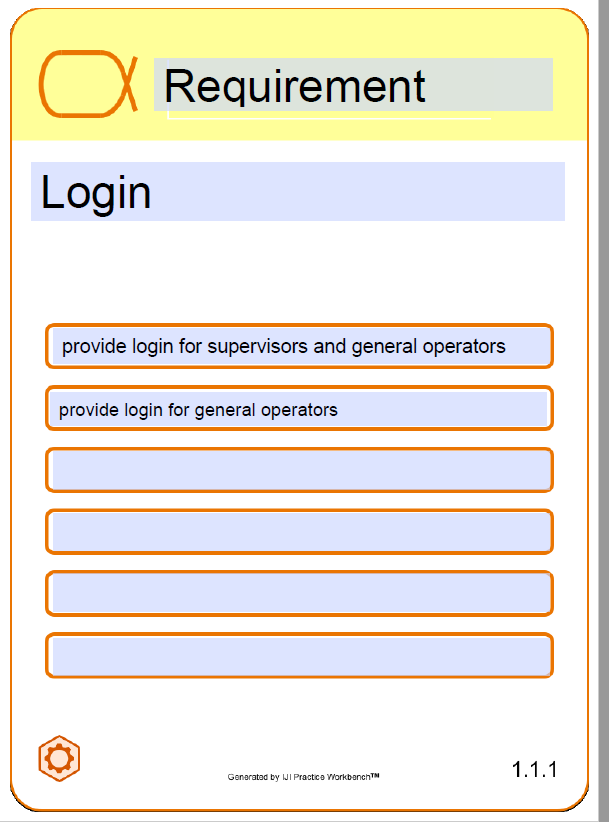 Requirement
Login
provide login for supervisors and general operators
provide login for general operators
Generated by IJI Practice Workbench™
1.1.1